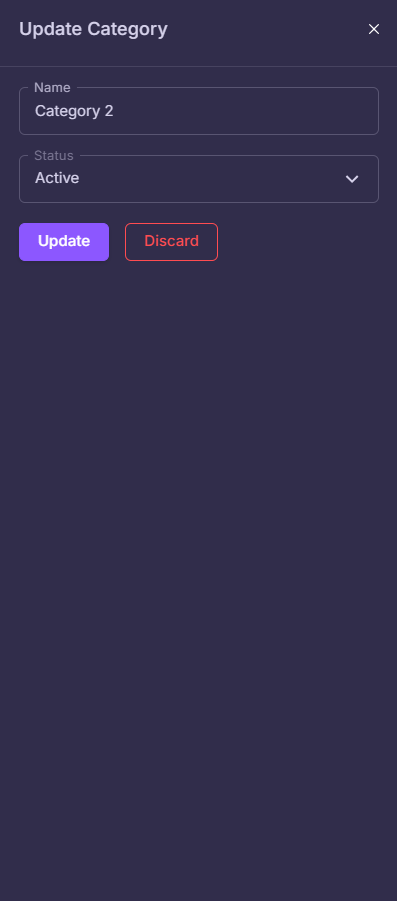 Update Category
Name
Category 2
Status
Active
Update
Discard